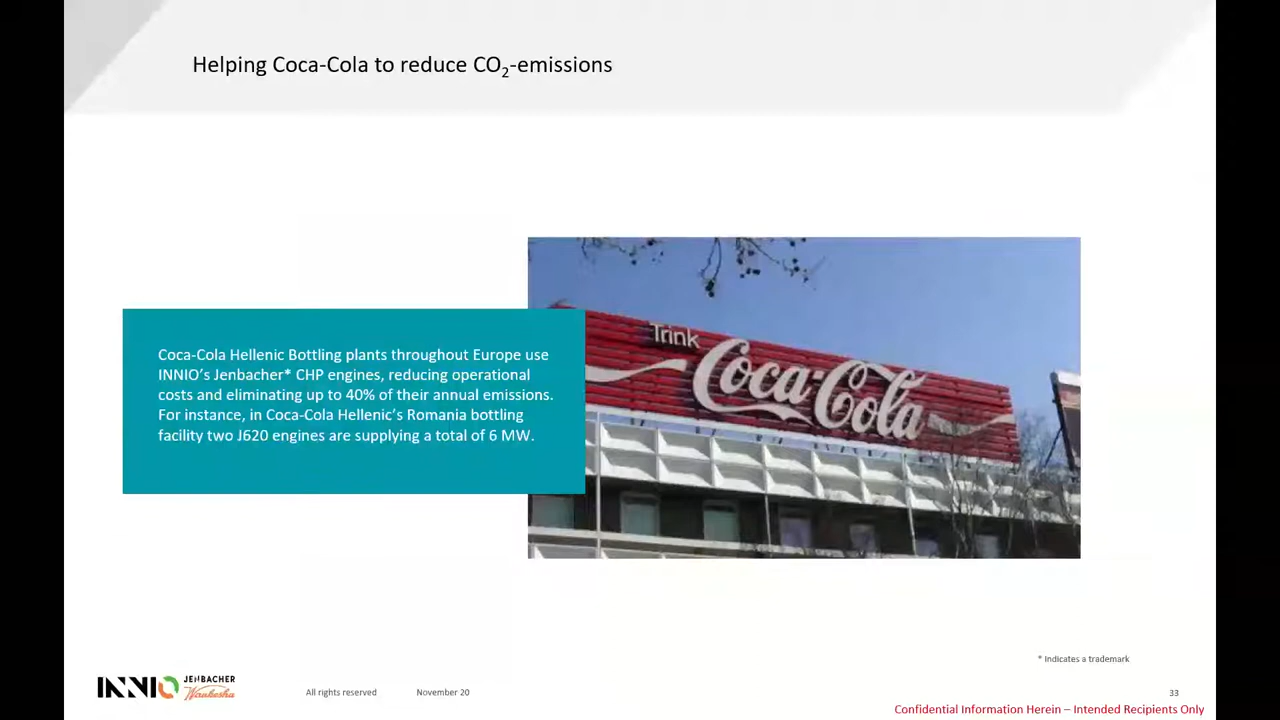 Helping Coca-Cola to reduce CO₂-emissions
Coca-Cola Hellenic Bottling plants throughout Europe use
INNIO's Jenbacher* CHP engines, reducing operational
costs and eliminating up to 40% of their annual emissions.
For instance, in Coca-Cola Hellenic's Romania bottling
facility two J620 engines are supplying a total of 6 MW.
Trink
Coca-Cola
* Indicates a trademark
INNIO
JENBACHER
Waukesha
All rights reserved
November 20
33
Confidential Information Herein – Intended Recipients Only